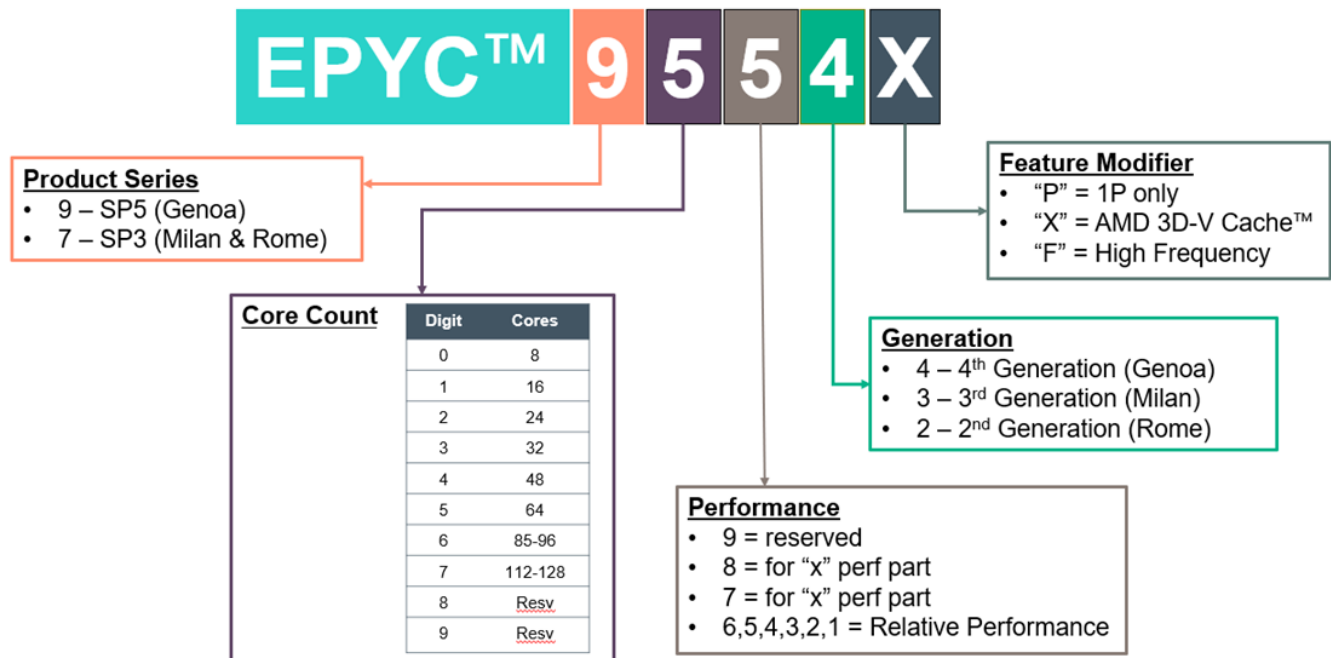 EPYC™ 9 5 5 4 X
Product Series
• 9 – SP5 (Genoa)
• 7 – SP3 (Milan & Rome)
Feature Modifier
• “P” = 1P only
• “X” = AMD 3D-V Cache™
• “F” = High Frequency
Core Count
Digit Cores
0 8
1 16
2 24
3 32
4 48
5 64
6 85-96
7 112-128
8 Resv
9 Resv
Generation
• 4 – 4th Generation (Genoa)
• 3 – 3rd Generation (Milan)
• 2 – 2nd Generation (Rome)
Performance
• 9 = reserved
• 8 = for “x” perf part
• 7 = for “x” perf part
• 6,5,4,3,2,1 = Relative Performance